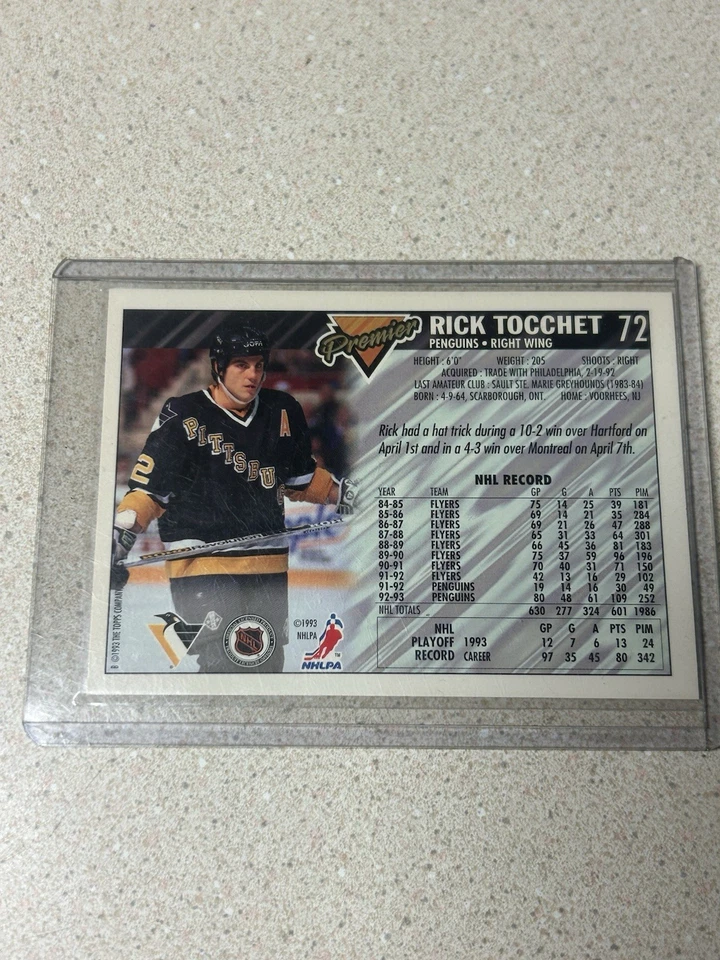 Premier
RICK TOCCHET 72
PENGUINS • RIGHT WING
HEIGHT : 6'0" WEIGHT : 205 SHOOTS : RIGHT
ACQUIRED : TRADE WITH PHILADELPHIA, 2-19-92
LAST AMATEUR CLUB : SAULT STE. MARIE GREYHOUNDS (1983-84)
BORN : 4-9-64, SCARBOROUGH, ONT. HOME : VOORHEES, NJ
Rick had a hat trick during a 10-2 win over Hartford on
April 1st and in a 4-3 win over Montreal on April 7th.
NHL RECORD
YEAR TEAM GP G A PTS PIM
84-85 FLYERS 75 14 25 39 181
85-86 FLYERS 69 14 21 35 284
86-87 FLYERS 69 21 26 47 288
87-88 FLYERS 65 31 33 64 301
88-89 FLYERS 66 45 36 81 183
89-90 FLYERS 75 37 59 96 196
90-91 FLYERS 70 40 31 71 150
91-92 FLYERS 42 13 16 29 102
91-92 PENGUINS 19 14 16 30 49
92-93 PENGUINS 80 48 61 109 252
NHL TOTALS 630 277 324 601 1986
NHL GP G A PTS PIM
PLAYOFF 1993 12 7 6 13 24
RECORD CAREER 97 35 45 80 342
JOFA
A
PITTSBURG
2
B ©1993 THE TOPPS COMPAN
NHL
©1993
NHLPA
NHLPA
TM